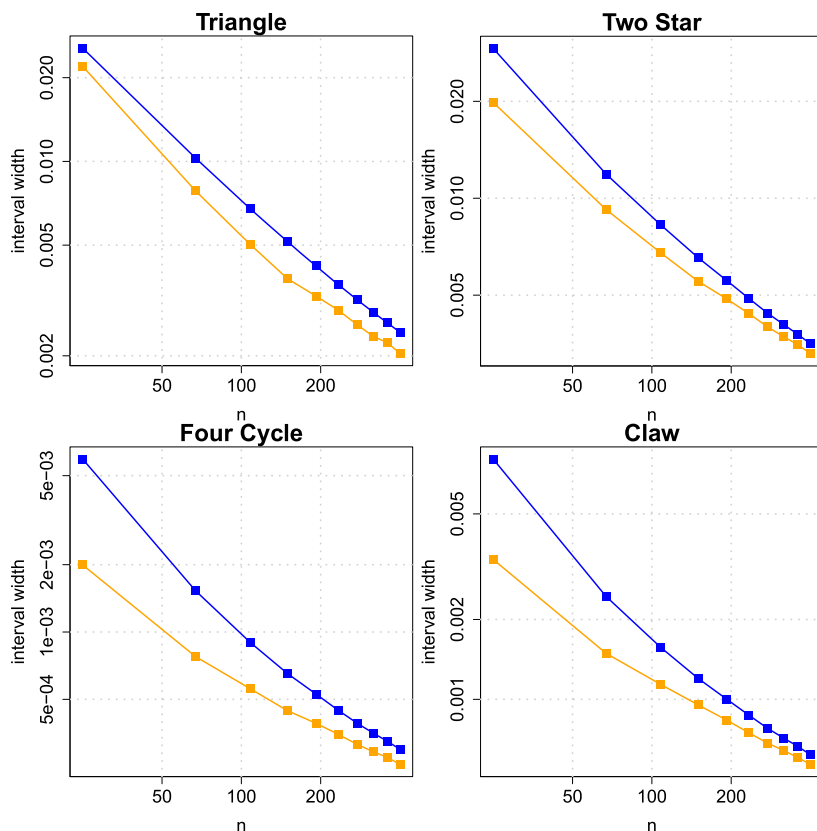 Triangle
interval width
0.020
0.010
0.005
0.002
50
100
200
n
Two Star
interval width
0.020
0.010
0.005
50
100
200
n
Four Cycle
interval width
5e-03
2e-03
1e-03
5e-04
50
100
200
n
Claw
interval width
0.005
0.002
0.001
50
100
200
n